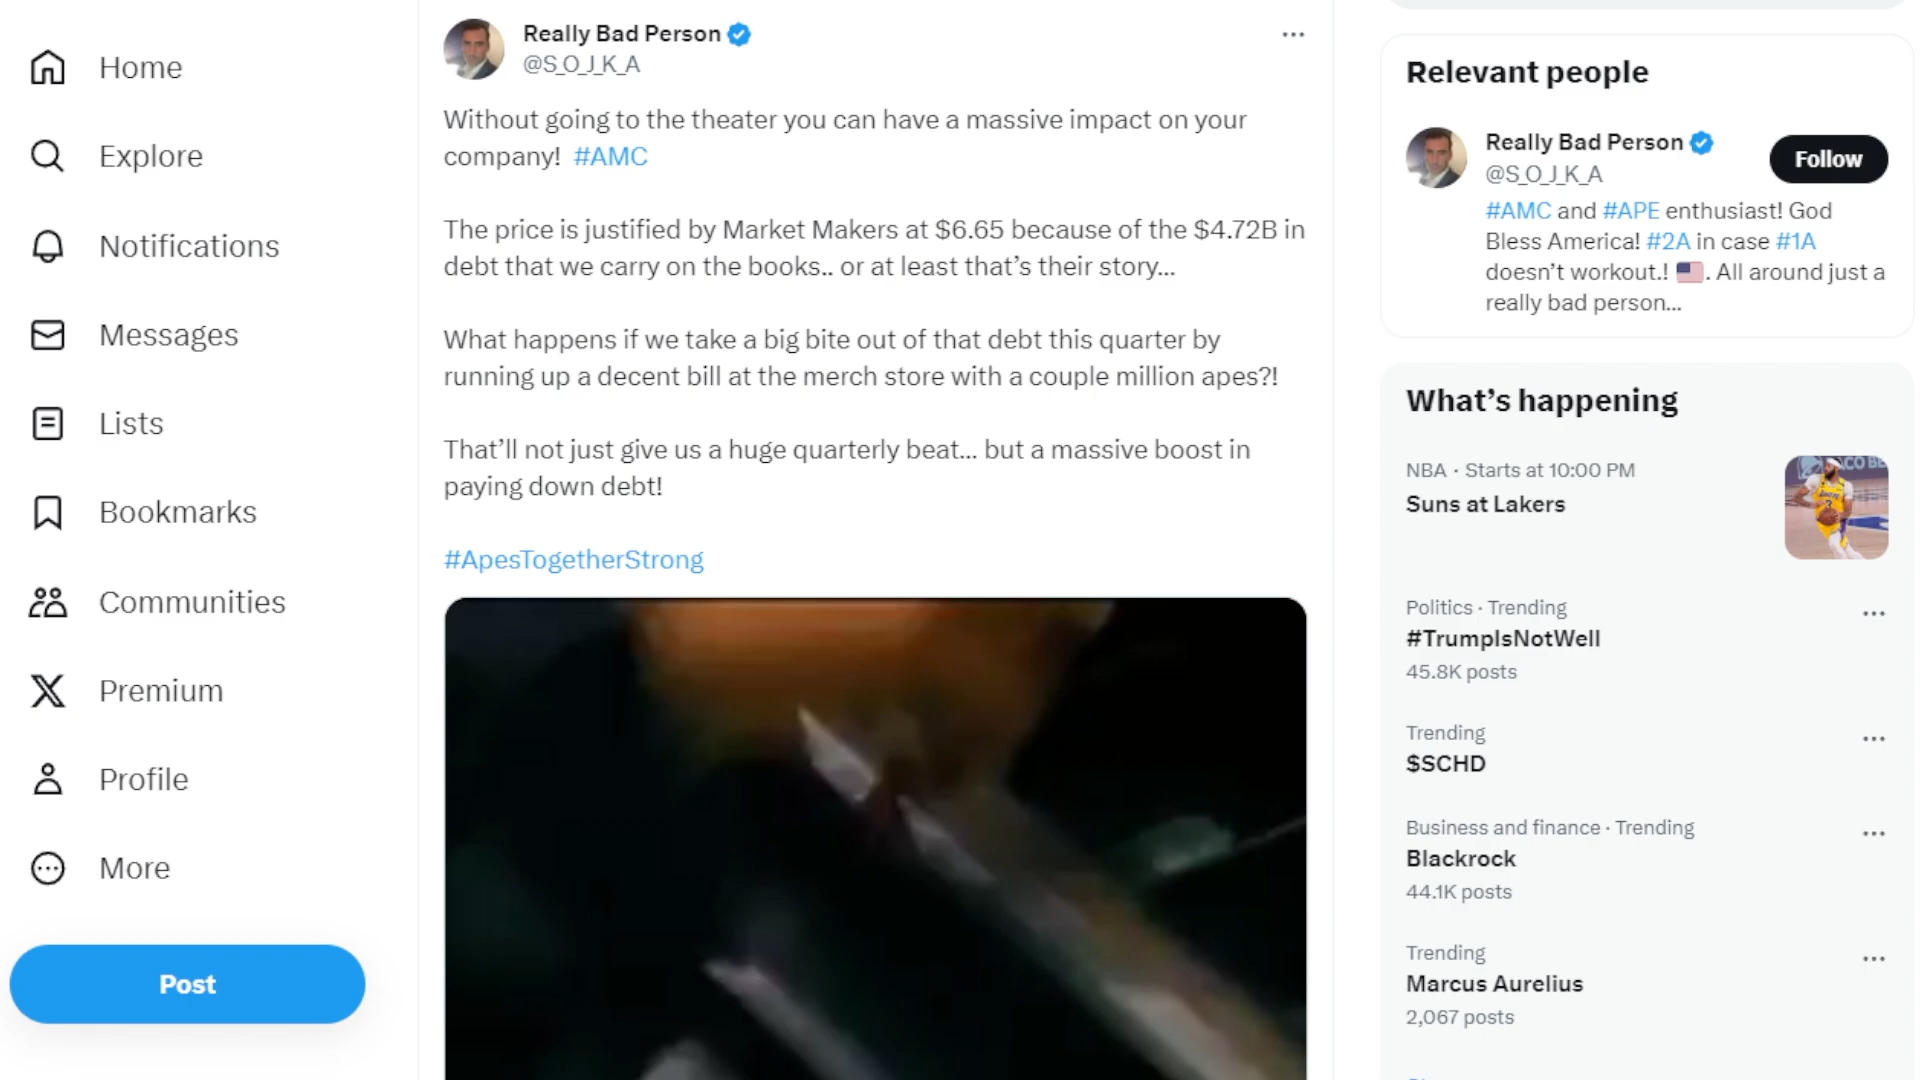 Home
Explore
Notifications
Messages
Lists
Bookmarks
Communities
Premium
Profile
More
Post
Really Bad Person
@S_O_J_K_A
Without going to the theater you can have a massive impact on your
company! #AMC
The price is justified by Market Makers at $6.65 because of the $4.72B in
debt that we carry on the books.. or at least that’s their story...
What happens if we take a big bite out of that debt this quarter by
running up a decent bill at the merch store with a couple million apes?!
That’ll not just give us a huge quarterly beat... but a massive boost in
paying down debt!
#ApesTogetherStrong
Relevant people
Really Bad Person
@S_O_J_K_A
Follow
#AMC and #APE enthusiast! God
Bless America! #2A in case #1A
doesn’t workout.! 🇺🇸. All around just a
really bad person...
What’s happening
NBA · Starts at 10:00 PM
Suns at Lakers
Politics · Trending
#TrumpIsNotWell
45.8K posts
Trending
$SCHD
Business and finance · Trending
Blackrock
44.1K posts
Trending
Marcus Aurelius
2,067 posts